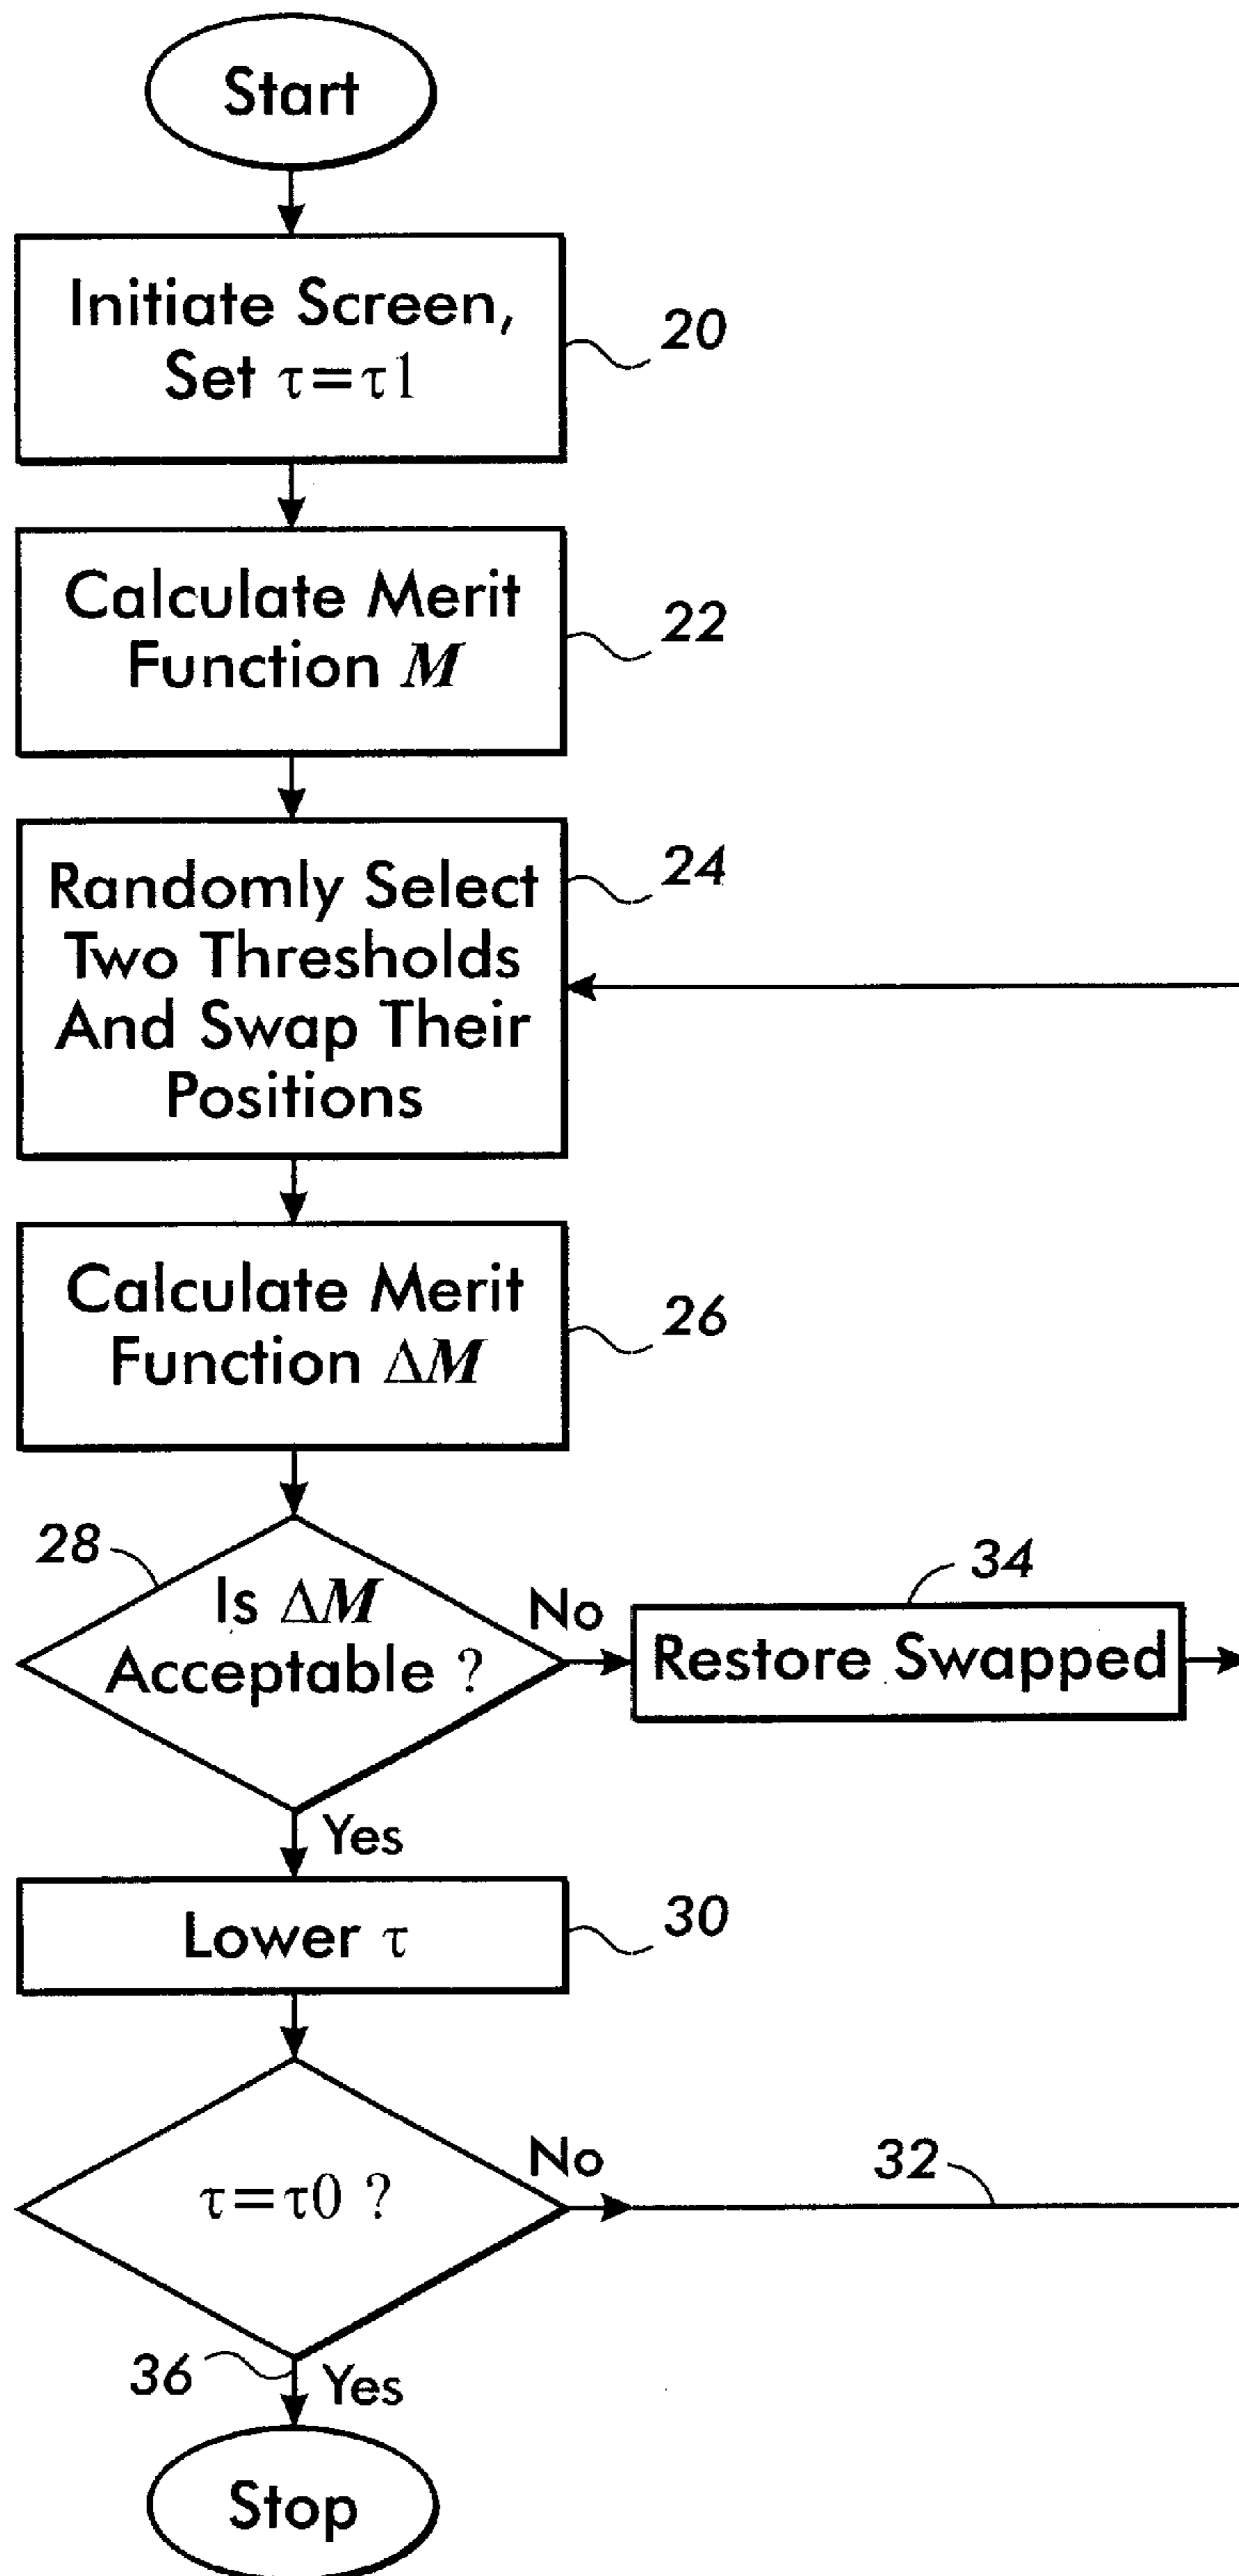 Start
Initiate Screen,
Set τ=τ1
20
Calculate Merit
Function M
22
Randomly Select
Two Thresholds
And Swap Their
Positions
24
Calculate Merit
Function ΔM
26
28
Is ΔM
Acceptable ?
No
34
Restore Swapped
Yes
Lower τ
30
τ=τ0 ?
No
32
36
Yes
Stop